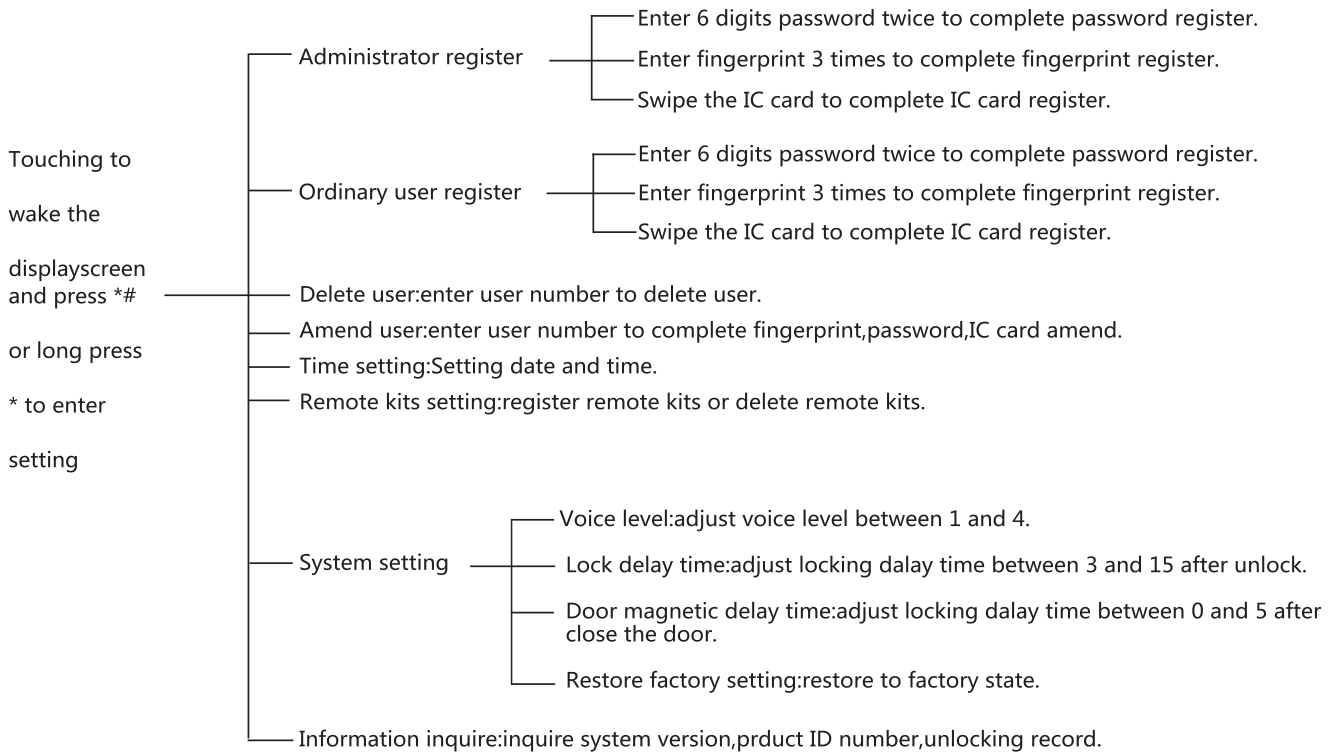 Touching to
wake the
displayscreen
and press *#
or long press
* to enter
setting
Administrator register
Enter 6 digits password twice to complete password register.
Enter fingerprint 3 times to complete fingerprint register.
Swipe the IC card to complete IC card register.
Ordinary user register
Enter 6 digits password twice to complete password register.
Enter fingerprint 3 times to complete fingerprint register.
Swipe the IC card to complete IC card register.
Delete user:enter user number to delete user.
Amend user:enter user number to complete fingerprint,password,IC card amend.
Time setting:Setting date and time.
Remote kits setting:register remote kits or delete remote kits.
System setting
Voice level:adjust voice level between 1 and 4.
Lock delay time:adjust locking dalay time between 3 and 15 after unlock.
Door magnetic delay time:adjust locking dalay time between 0 and 5 after
close the door.
Restore factory setting:restore to factory state.
Information inquire:inquire system version,prduct ID number,unlocking record.